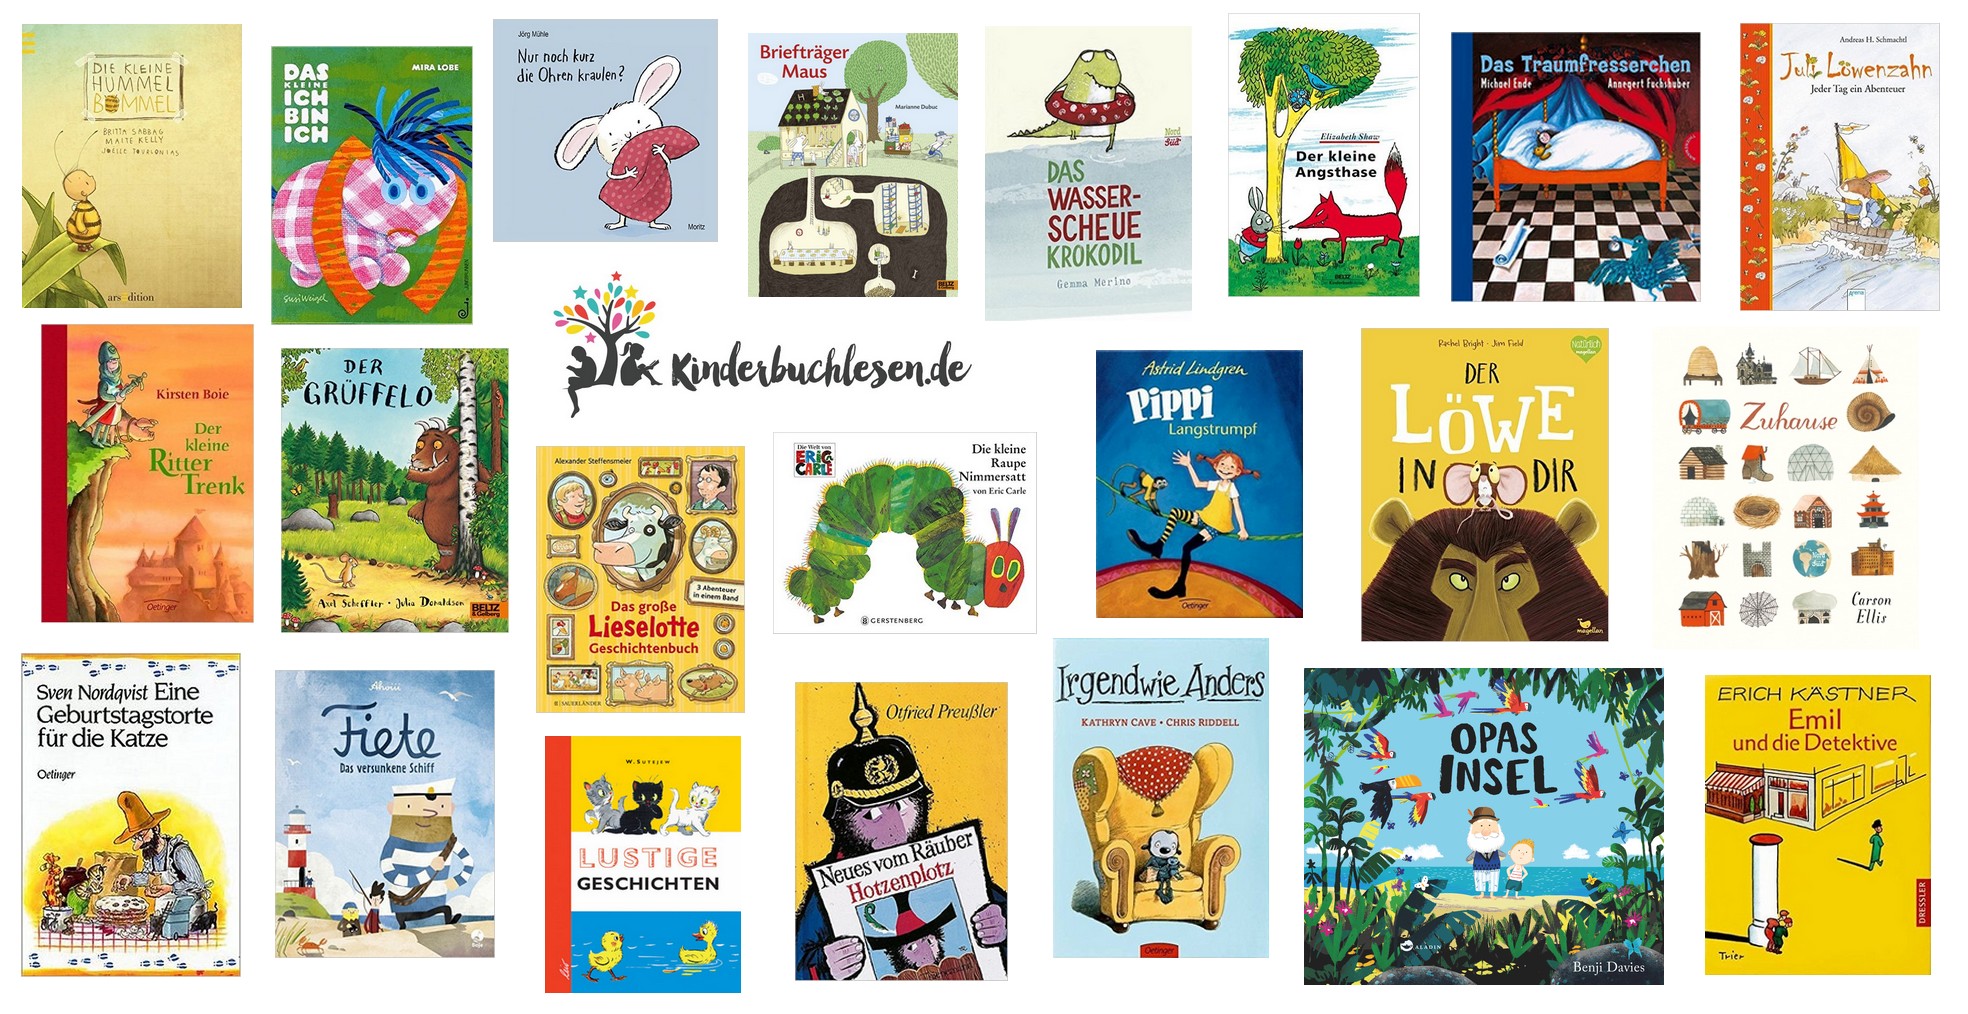 DIE KLEINE
HUMMEL
BOMMEL
BRITTA SABBAG
MAITE KELLY
JOËLLE TOURLONIAS
arsEdition
DAS
KLEINE
ICH
BIN
ICH
MIRA LOBE
Susi Weigel
JUNGBRUNNEN
Jörg Mühle
Nur noch kurz
die Ohren kraulen?
Moritz
Briefträger
Maus
Marianne Dubuc
BELTZ
& Gelberg
DAS
WASSER-
SCHEUE
KROKODIL
Gemma Merino
Nord
Süd
Elizabeth Shaw
Der kleine
Angsthase
BELTZ
Das Traumfresserchen
Michael Ende
Annegert Fuchshuber
Andreas H. Schmachtl
Juli Löwenzahn
Jeder Tag ein Abenteuer
Arena
Kirsten Boie
Der
kleine
Ritter
Trenk
Oetinger
DER
GRÜFFELO
Axel Scheffler · Julia Donaldson
BELTZ
& Gelberg
Kinderbuchlesen.de
Alexander Steffensmeier
3 Abenteuer
in einem Band
Das große
Lieselotte
Geschichtenbuch
SAUERLÄNDER
Die Welt von
ERIC
CARLE
Die kleine
Raupe
Nimmersatt
von Eric Carle
GERSTENBERG
Astrid Lindgren
Pippi
Langstrumpf
Oetinger
Rachel Bright · Jim Field
Natürlich
magellan
DER
LÖWE
IN DIR
magellan
Zuhause
Carson
Ellis
Sven Nordqvist Eine
Geburtstagstorte
für die Katze
Oetinger
Ahoiii
Fiete
Das versunkene Schiff
Boje
W. SUTEJEW
LUSTIGE
GESCHICHTEN
Otfried Preußler
Neues vom Räuber
Hotzenplotz
Irgendwie Anders
KATHRYN CAVE • CHRIS RIDDELL
Oetinger
OPAS
INSEL
ALADIN
Benji Davies
ERICH KÄSTNER
Emil
und die Detektive
DRESSLER
Trier